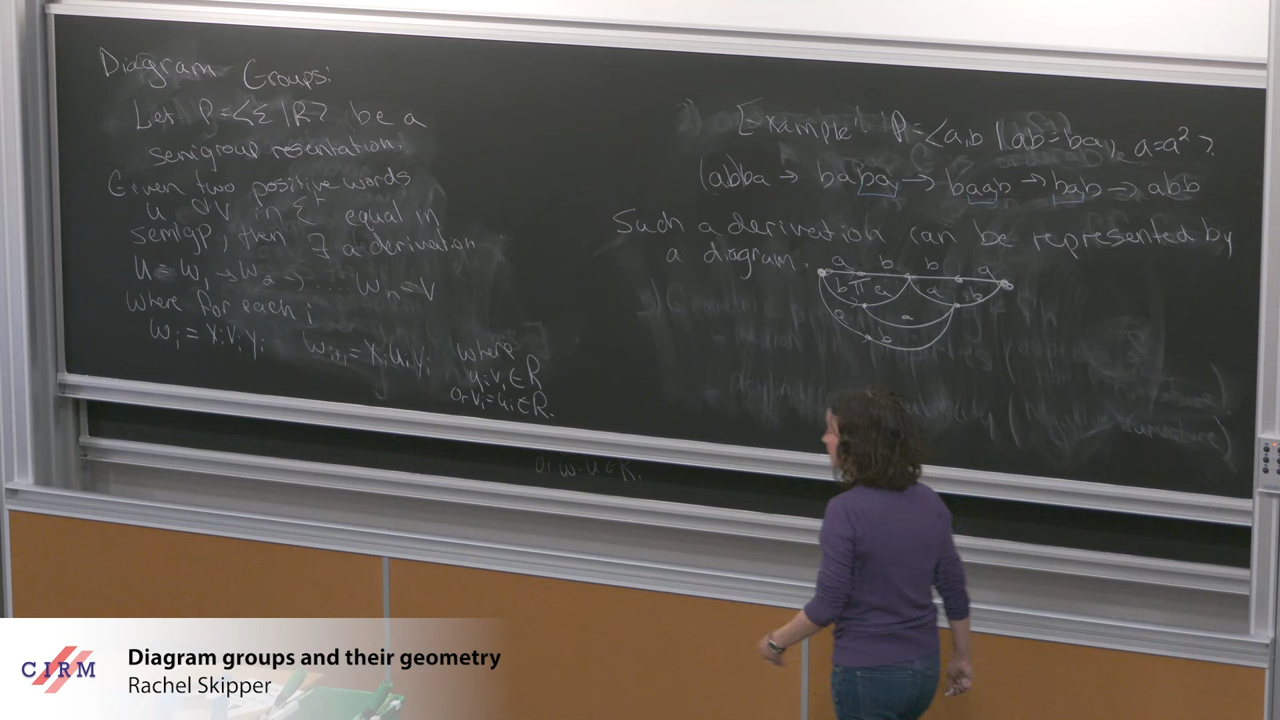 Diagram Groups:
Let P=<Σ | R> be a
semigroup resentation.
Given two positive words
u & v in Σ⁺ equal in
semigp, then ∃ a derivation
u = w₁ → w₂ → .... wₙ = v
where for each i
wᵢ = xᵢvᵢyᵢ wᵢ₊₁ = xᵢuᵢyᵢ where
uᵢ=vᵢ∈R
or vᵢ=uᵢ∈R.
2) Example: P=<a,b | ab=ba, a=a²>.
abba → baba → baab → bab → abb
Such a derivation can be represented by
a diagram.
a b b a
b π a a b
a
a b
CIRM
Diagram groups and their geometry
Rachel Skipper